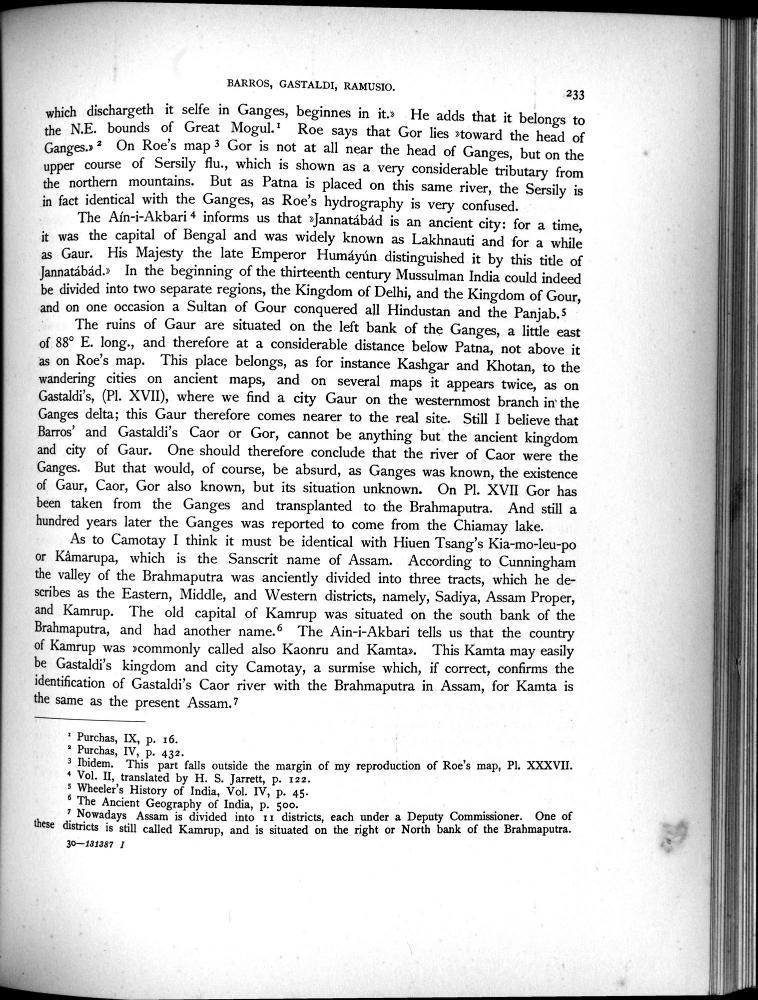 BARROS, GASTALDI, RAMUSIO.
233
which dischargeth it selfe in Ganges, beginnes in it.» He adds that it belongs to
the N.E. bounds of Great Mogul.¹ Roe says that Gor lies »toward the head of
Ganges.» ² On Roe's map ³ Gor is not at all near the head of Ganges, but on the
upper course of Sersily flu., which is shown as a very considerable tributary from
the northern mountains. But as Patna is placed on this same river, the Sersily is
in fact identical with the Ganges, as Roe's hydrography is very confused.
The Aín-i-Akbari ⁴ informs us that »Jannatábád is an ancient city: for a time,
it was the capital of Bengal and was widely known as Lakhnauti and for a while
as Gaur. His Majesty the late Emperor Humáyún distinguished it by this title of
Jannatábád.» In the beginning of the thirteenth century Mussulman India could indeed
be divided into two separate regions, the Kingdom of Delhi, and the Kingdom of Gour,
and on one occasion a Sultan of Gour conquered all Hindustan and the Panjab.⁵
The ruins of Gaur are situated on the left bank of the Ganges, a little east
of 88° E. long., and therefore at a considerable distance below Patna, not above it
as on Roe's map. This place belongs, as for instance Kashgar and Khotan, to the
wandering cities on ancient maps, and on several maps it appears twice, as on
Gastaldi's, (Pl. XVII), where we find a city Gaur on the westernmost branch in the
Ganges delta; this Gaur therefore comes nearer to the real site. Still I believe that
Barros' and Gastaldi's Caor or Gor, cannot be anything but the ancient kingdom
and city of Gaur. One should therefore conclude that the river of Caor were the
Ganges. But that would, of course, be absurd, as Ganges was known, the existence
of Gaur, Caor, Gor also known, but its situation unknown. On Pl. XVII Gor has
been taken from the Ganges and transplanted to the Brahmaputra. And still a
hundred years later the Ganges was reported to come from the Chiamay lake.
As to Camotay I think it must be identical with Hiuen Tsang's Kia-mo-leu-po
or Kâmarupa, which is the Sanscrit name of Assam. According to Cunningham
the valley of the Brahmaputra was anciently divided into three tracts, which he de-
scribes as the Eastern, Middle, and Western districts, namely, Sadiya, Assam Proper,
and Kamrup. The old capital of Kamrup was situated on the south bank of the
Brahmaputra, and had another name.⁶ The Ain-i-Akbari tells us that the country
of Kamrup was »commonly called also Kaonru and Kamta». This Kamta may easily
be Gastaldi's kingdom and city Camotay, a surmise which, if correct, confirms the
identification of Gastaldi's Caor river with the Brahmaputra in Assam, for Kamta is
the same as the present Assam.⁷
¹ Purchas, IX, p. 16.
² Purchas, IV, p. 432.
³ Ibidem. This part falls outside the margin of my reproduction of Roe's map, Pl. XXXVII.
⁴ Vol. II, translated by H. S. Jarrett, p. 122.
⁵ Wheeler's History of India, Vol. IV, p. 45.
⁶ The Ancient Geography of India, p. 500.
⁷ Nowadays Assam is divided into 11 districts, each under a Deputy Commissioner. One of
these districts is still called Kamrup, and is situated on the right or North bank of the Brahmaputra.
30—131387 I